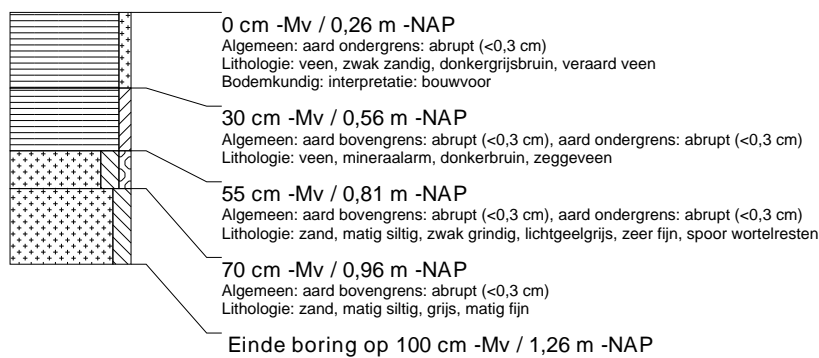 0 cm -Mv / 0,26 m -NAP
Algemeen: aard ondergrens: abrupt (<0,3 cm)
Lithologie: veen, zwak zandig, donkergrijsbruin, veraard veen
Bodemkundig: interpretatie: bouwvoor
30 cm -Mv / 0,56 m -NAP
Algemeen: aard bovengrens: abrupt (<0,3 cm), aard ondergrens: abrupt (<0,3 cm)
Lithologie: veen, mineraalarm, donkerbruin, zeggeveen
55 cm -Mv / 0,81 m -NAP
Algemeen: aard bovengrens: abrupt (<0,3 cm), aard ondergrens: abrupt (<0,3 cm)
Lithologie: zand, matig siltig, zwak grindig, lichtgeelgrijs, zeer fijn, spoor wortelresten
70 cm -Mv / 0,96 m -NAP
Algemeen: aard bovengrens: abrupt (<0,3 cm)
Lithologie: zand, matig siltig, grijs, matig fijn
Einde boring op 100 cm -Mv / 1,26 m -NAP